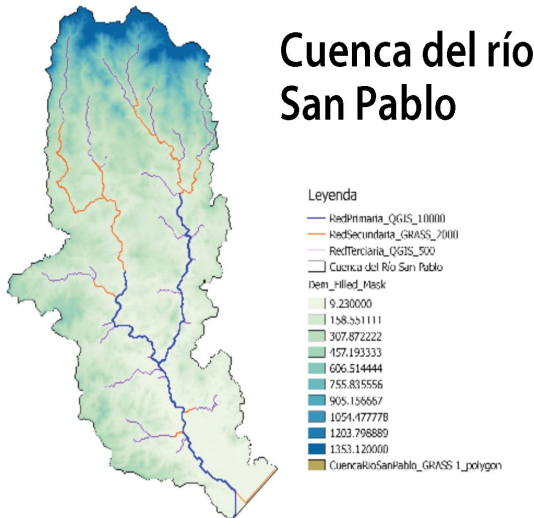 Cuenca del río
San Pablo
Leyenda
RedPrimaria_QGIS_10000
RedSecundaria_GRASS_2000
RedTerciaria_QGIS_500
Cuenca del Río San Pablo
Dem_Filled_Mask
9.230000
158.551111
307.872222
457.193333
606.514444
755.835556
905.156667
1054.477778
1203.798889
1353.120000
CuencaRioSanPablo_GRASS 1_polygon